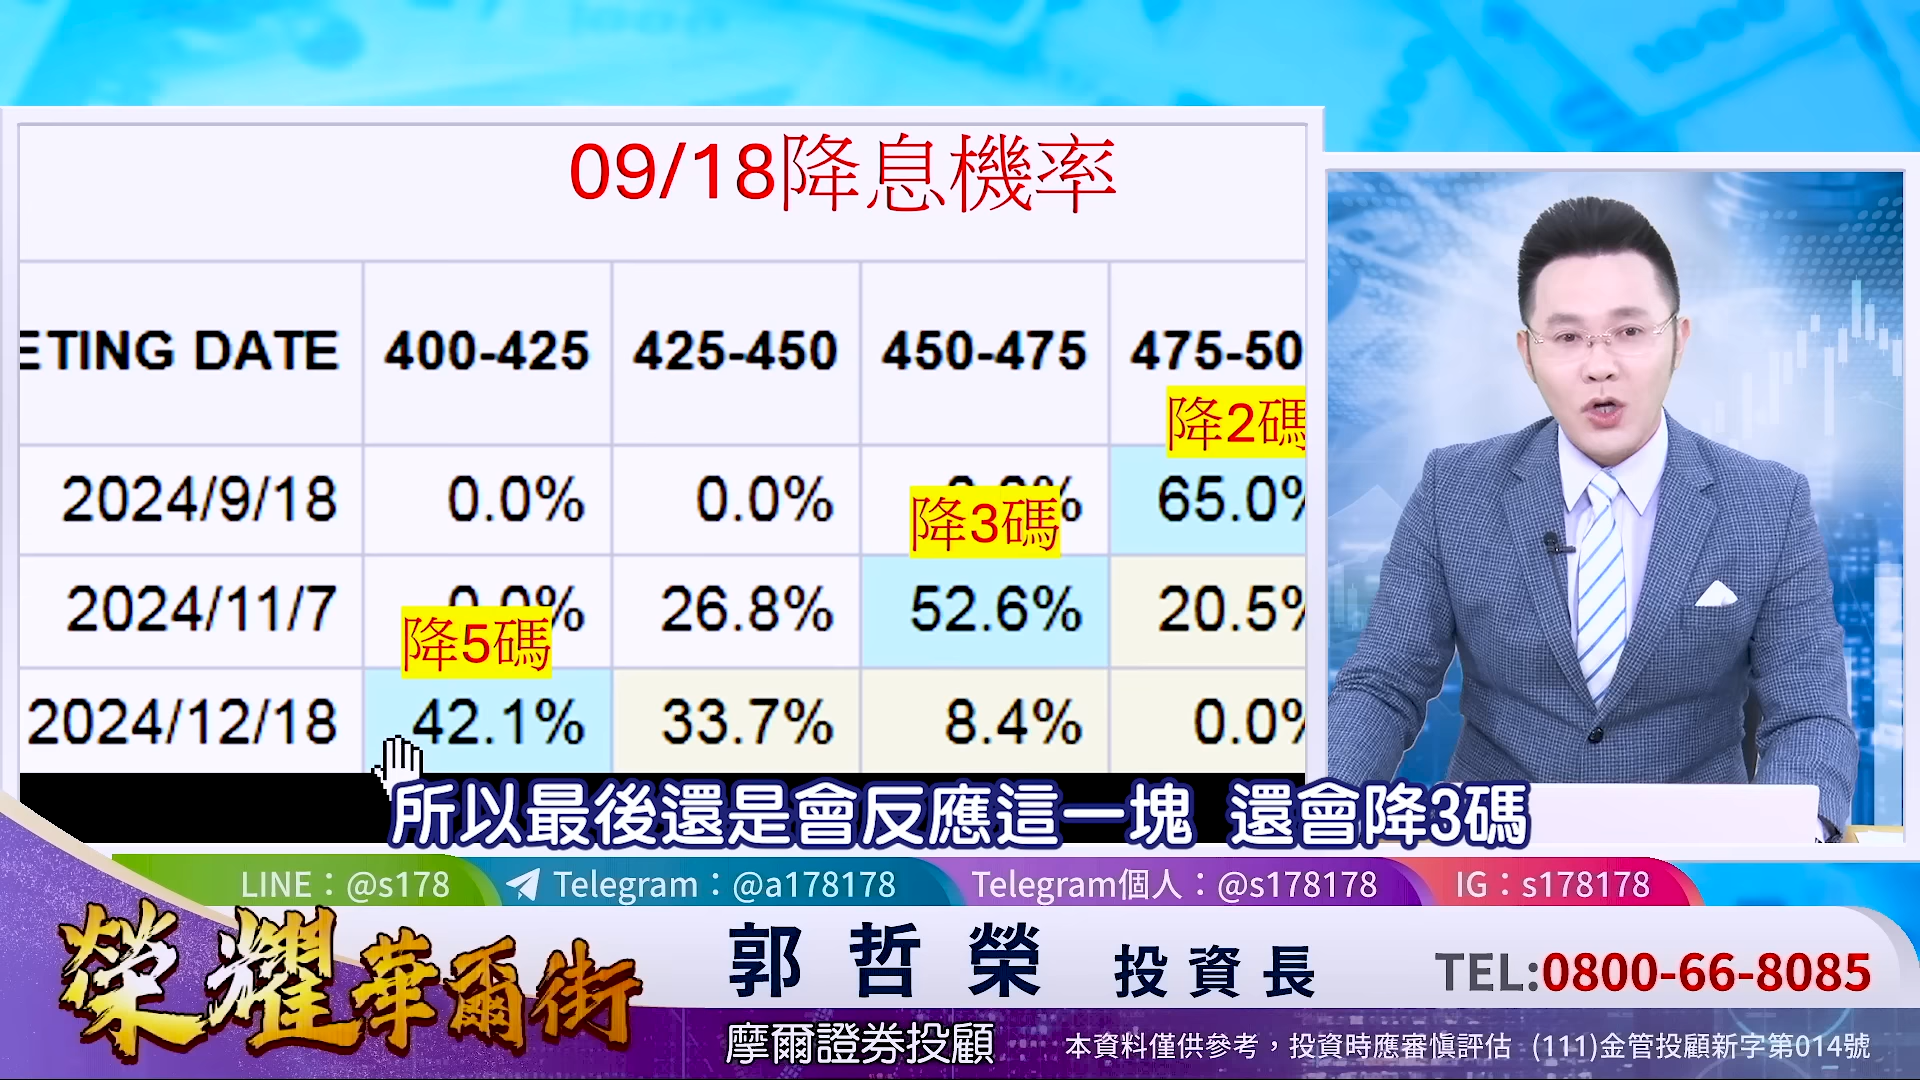 09/18降息機率
ETING DATE 400-425 425-450 450-475 475-50
降2碼
2024/9/18 0.0% 0.0% 65.0%
降3碼
2024/11/7 0.0% 26.8% 52.6% 20.5%
降5碼
2024/12/18 42.1% 33.7% 8.4% 0.0%
所以最後還是會反應這一塊 還會降3碼
LINE：@s178 Telegram：@a178178 Telegram個人：@s178178 IG：s178178
榮耀華爾街
郭哲榮 投資長 TEL:0800-66-8085
摩爾證券投顧 本資料僅供參考，投資時應審慎評估 (111)金管投顧新字第014號